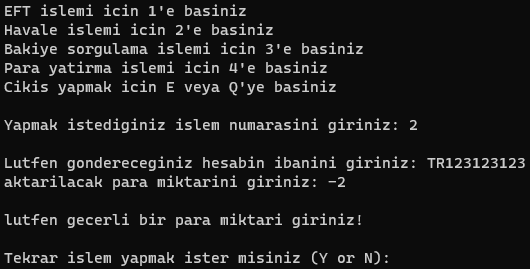 EFT islemi icin 1'e basiniz
Havale islemi icin 2'e basiniz
Bakiye sorgulama islemi icin 3'e basiniz
Para yatirma islemi icin 4'e basiniz
Cikis yapmak icin E veya Q'ye basiniz
Yapmak istediginiz islem numarasini giriniz: 2
Lutfen gondereceginiz hesabin ibanini giriniz: TR123123123
aktarilacak para miktarini giriniz: -2
lutfen gecerli bir para miktari giriniz!
Tekrar islem yapmak ister misiniz (Y or N):